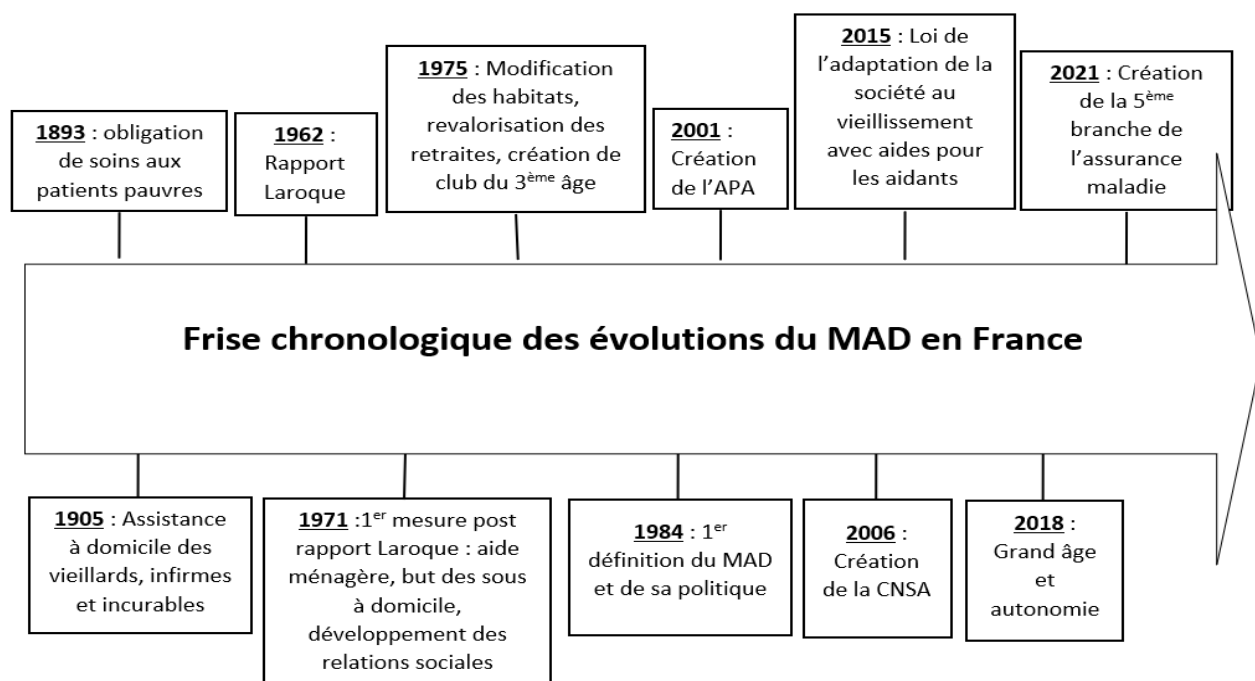 1893 : obligation
de soins aux
patients pauvres
1962 :
Rapport
Laroque
1975 : Modification
des habitats,
revalorisation des
retraites, création de
club du 3ème âge
2001 :
Création
de l’APA
2015 : Loi de
l’adaptation de la
société au
vieillissement
avec aides pour
les aidants
2021 : Création
de la 5ème
branche de
l’assurance
maladie
Frise chronologique des évolutions du MAD en France
1905 : Assistance
à domicile des
vieillards, infirmes
et incurables
1971 :1er mesure post
rapport Laroque : aide
ménagère, but des sous
à domicile,
développement des
relations sociales
1984 : 1er
définition du MAD
et de sa politique
2006 :
Création
de la CNSA
2018 :
Grand âge
et
autonomie